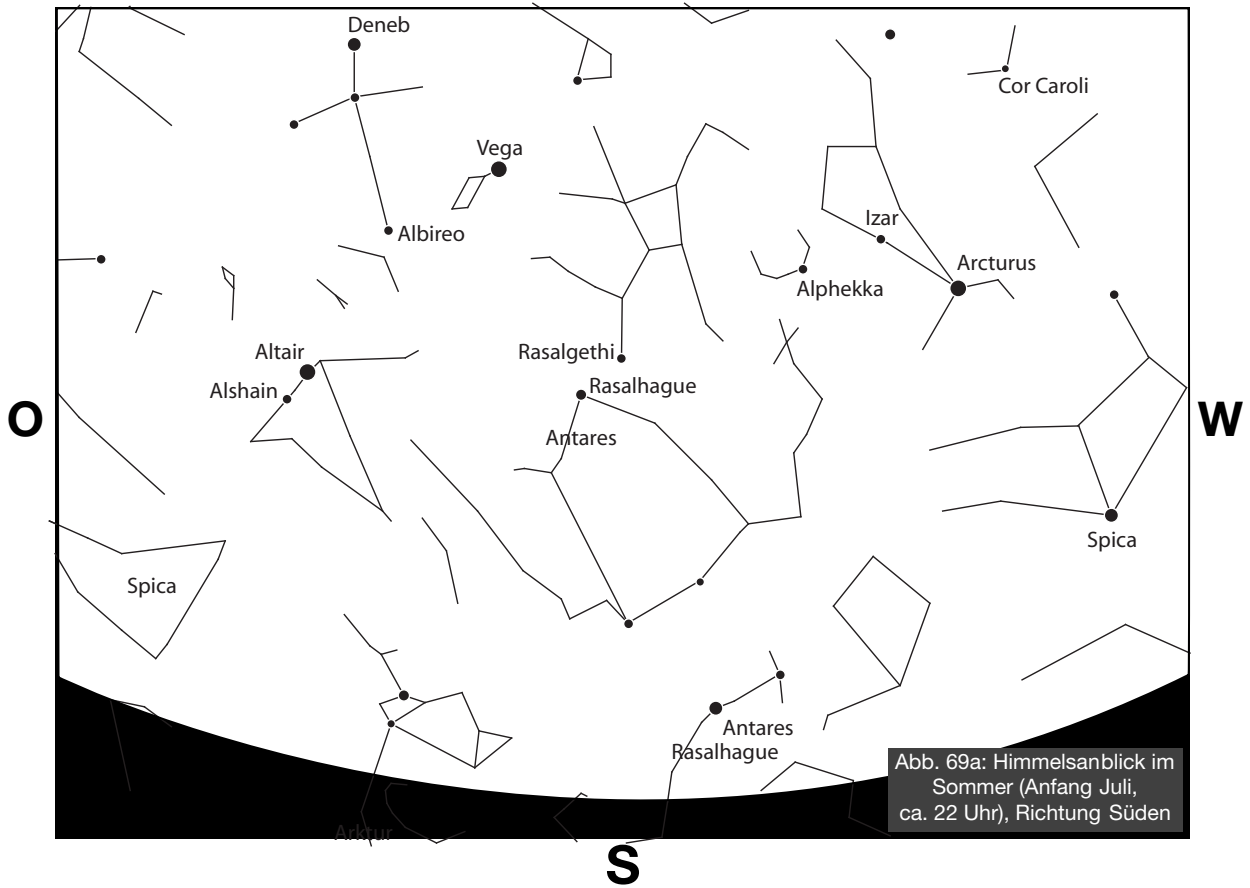 Deneb
Cor Caroli
Vega
Izar
Albireo
Arcturus
Alphekka
Altair
Rasalgethi
Rasalhague
Alshain
O
W
Antares
Spica
Spica
Antares
Rasalhague
Abb. 69a: Himmelsanblick im
Sommer (Anfang Juli,
ca. 22 Uhr), Richtung Süden
Arktur
S